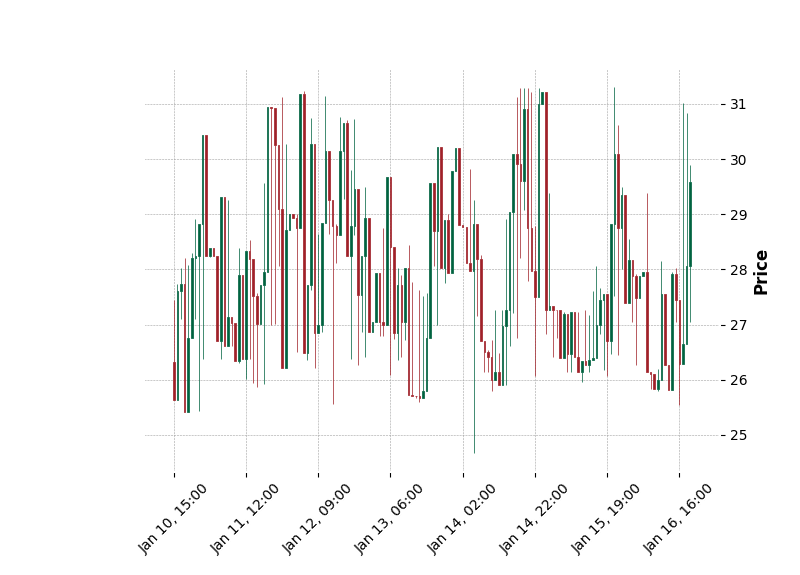 31
30
29
28
27
26
25
Price
Jan 10, 15:00
Jan 11, 12:00
Jan 12, 09:00
Jan 13, 06:00
Jan 14, 02:00
Jan 14, 22:00
Jan 15, 19:00
Jan 16, 16:00